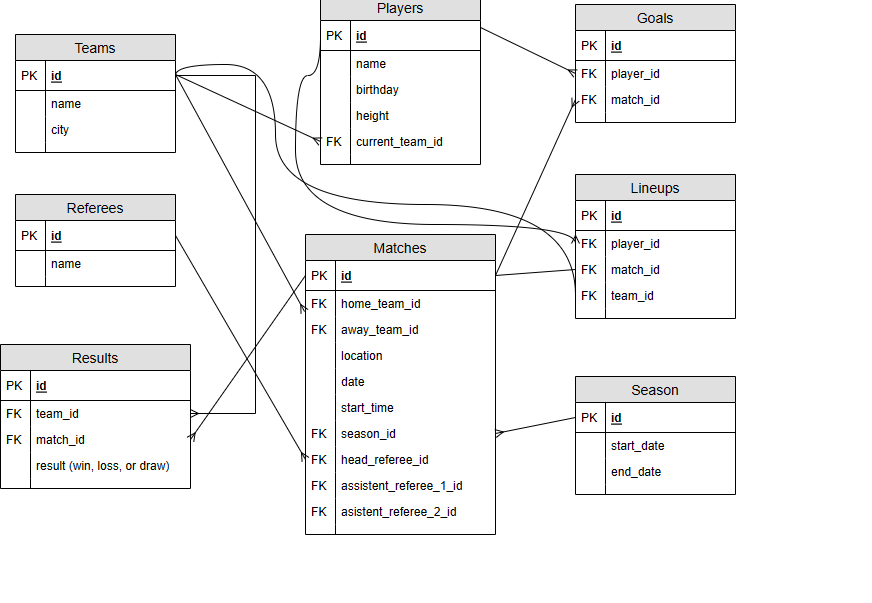 Teams
PK id
name
city
Referees
PK id
name
Results
PK id
FK team_id
FK match_id
result (win, loss, or draw)
Players
PK id
name
birthday
height
FK current_team_id
Matches
PK id
FK home_team_id
FK away_team_id
location
date
start_time
FK season_id
FK head_referee_id
FK assistent_referee_1_id
FK asistent_referee_2_id
Goals
PK id
FK player_id
FK match_id
Lineups
PK id
FK player_id
FK match_id
FK team_id
Season
PK id
start_date
end_date